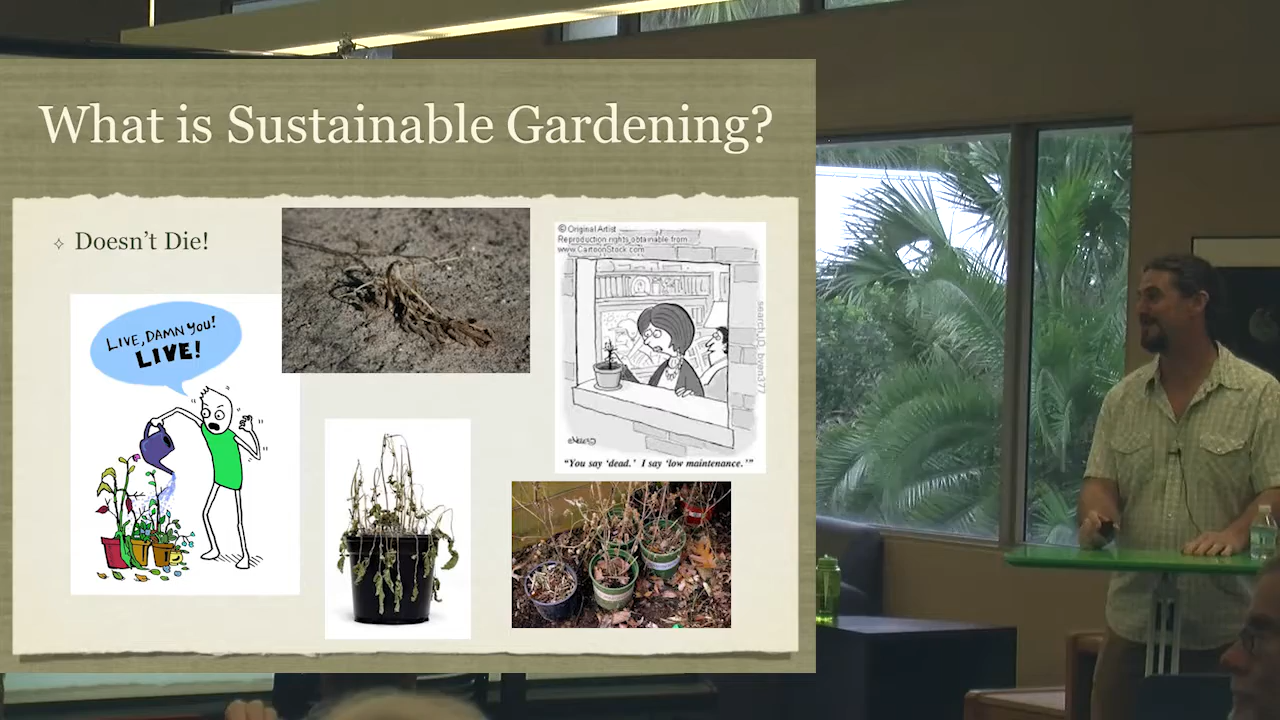 What is Sustainable Gardening?
Doesn't Die!
© Original Artist
Reproduction rights obtainable from
www.CartoonStock.com
LIVE, DAMN YOU!
LIVE!
"You say 'dead.' I say 'low maintenance.'"